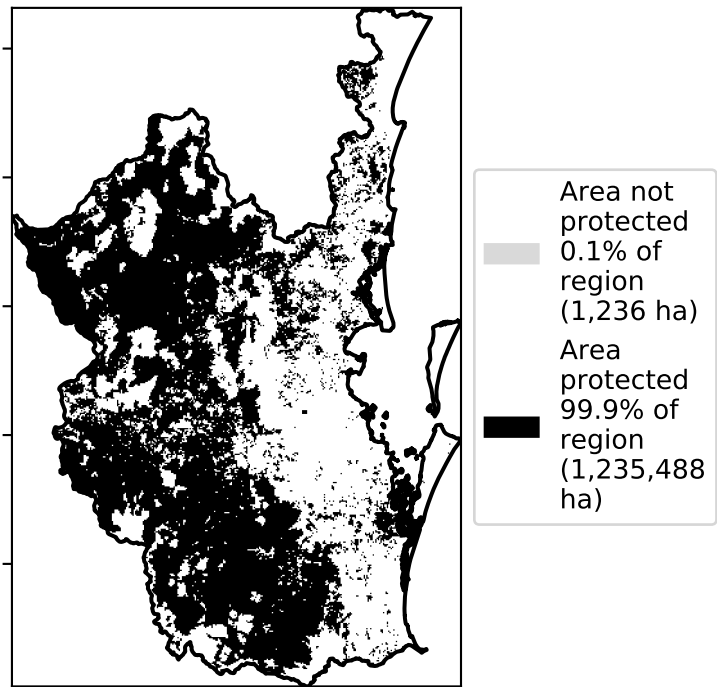 Area not
protected
0.1% of
region
(1,236 ha)
Area
protected
99.9% of
region
(1,235,488
ha)